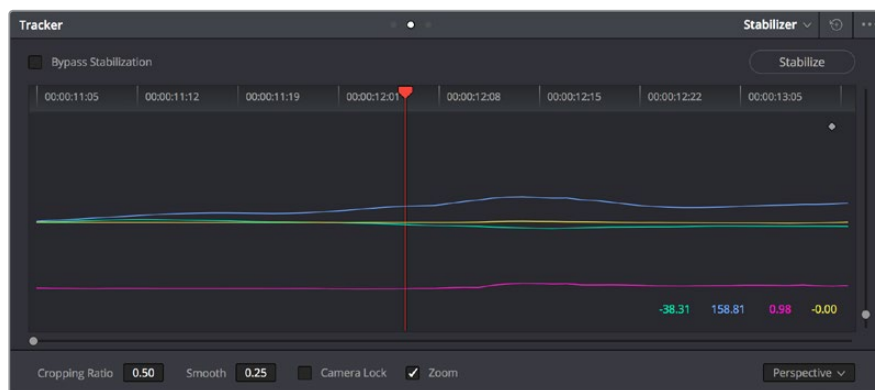 Tracker
Stabilizer
Bypass Stabilization
Stabilize
00:00:11:05 00:00:11:12 00:00:11:19 00:00:12:01 00:00:12:08 00:00:12:15 00:00:12:22 00:00:13:05
-38.31 158.81 0.98 -0.00
Cropping Ratio 0.50 Smooth 0.25 Camera Lock Zoom Perspective